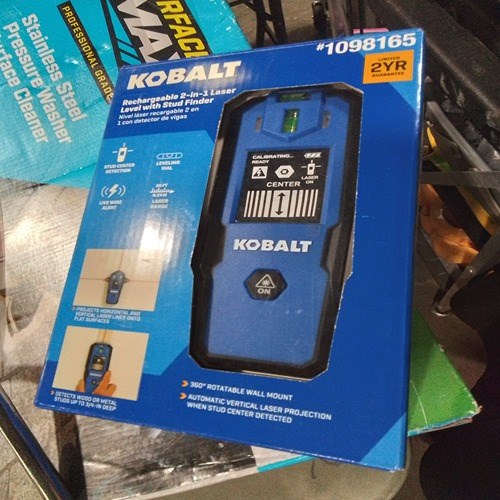 RFACE
MA
PROFESSIONAL GRADE
Stainless Steel
Pressure Washer
rface Cleaner
#1098165
KOBALT
LIMITED
2YR
GUARANTEE
Rechargeable 2-in-1 Laser
Level with Stud Finder
Nivel láser recargable 2 en
1 con detector de vigas
STUD CENTER
DETECTION
LEVELING
VIAL
LIVE WIRE
ALERT
LASER
RANGE
CALIBRATING...
READY
LASER
ON
CENTER
KOBALT
ON
PROJECTS HORIZONTAL AND
VERTICAL LASER LINES ONTO
FLAT SURFACES
DETECTS WOOD OR METAL
STUDS UP TO 3/4-IN DEEP
360° ROTATABLE WALL MOUNT
AUTOMATIC VERTICAL LASER PROJECTION
WHEN STUD CENTER DETECTED